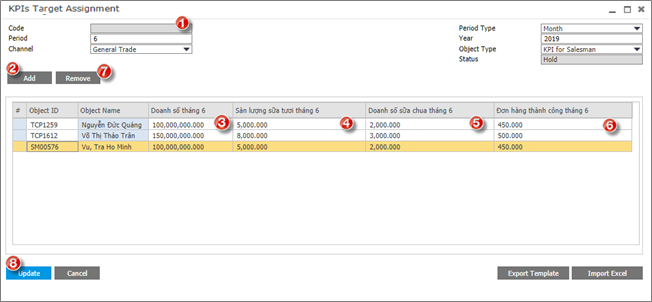 KPIs Target Assignment
Code 1 Period Type Month
Period 6 Year 2019
Channel General Trade Object Type KPI for Salesman
Status Hold
2 7
Add Remove
# Object ID Object Name Doanh số tháng 6 Sản lượng sữa tươi tháng 6 Doanh số sữa chua tháng 6 Đơn hàng thành công tháng 6
TCP1259 Nguyễn Đức Quảng 100,000,000.000 3 5,000.000 4 2,000.000 5 450.000 6
TCP1612 Võ Thị Thảo Trân 150,000,000.000 8,000.000 3,000.000 500.000
SM00576 Vu, Tra Ho Minh 100,000,000.000 5,000.000 2,000.000 450.000
8
Update Cancel Export Template Import Excel